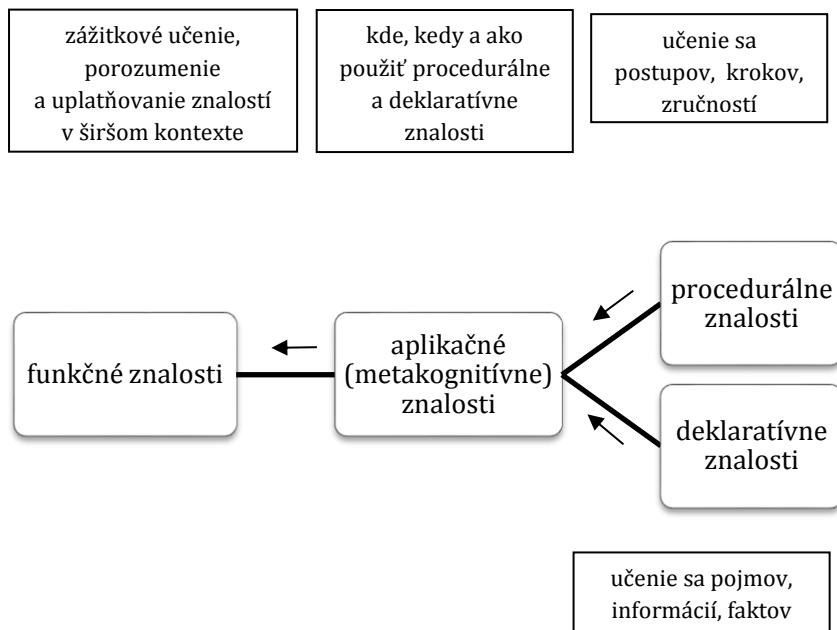 zážitkové učenie,
porozumenie
a uplatňovanie znalostí
v širšom kontexte
kde, kedy a ako
použiť procedurálne
a deklaratívne
znalosti
učenie sa
postupov, krokov,
zručností
procedurálne
znalosti
funkčné znalosti
aplikačné
(metakognitívne)
znalosti
deklaratívne
znalosti
učenie sa pojmov,
informácií, faktov